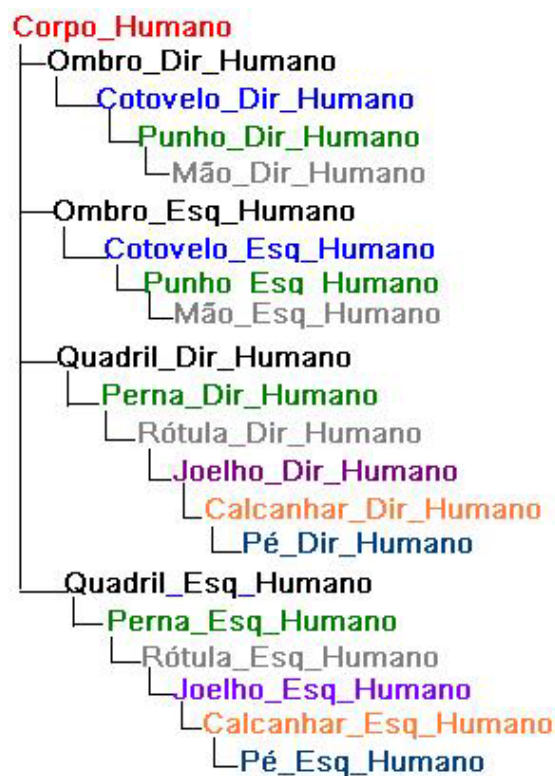 Corpo_Humano
Ombro_Dir_Humano
Cotovelo_Dir_Humano
Punho_Dir_Humano
Mão_Dir_Humano
Ombro_Esq_Humano
Cotovelo_Esq_Humano
Punho_Esq_Humano
Mão_Esq_Humano
Quadril_Dir_Humano
Perna_Dir_Humano
Rótula_Dir_Humano
Joelho_Dir_Humano
Calcanhar_Dir_Humano
Pé_Dir_Humano
Quadril_Esq_Humano
Perna_Esq_Humano
Rótula_Esq_Humano
Joelho_Esq_Humano
Calcanhar_Esq_Humano
Pé_Esq_Humano